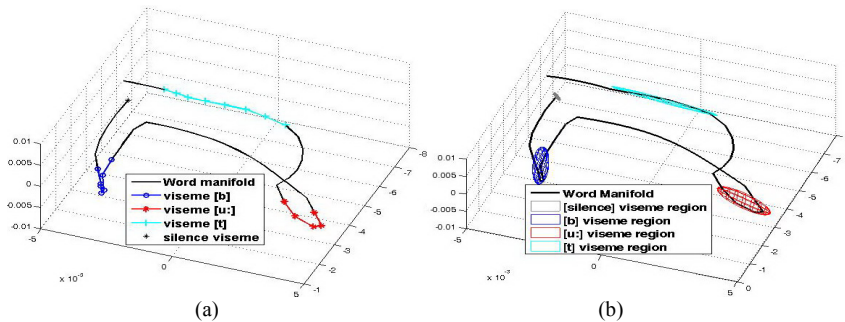 0.01
0.005
0
-0.005
-0.01
-5
x 10⁻³
0
5
-1
-2
-3
-4
-5
-6
-7
-8
Word manifold
viseme [b]
viseme [u:]
viseme [t]
silence viseme
(a)
0.01
0.005
0
-0.005
-0.01
-5
x 10⁻³
0
5
0
-1
-2
-3
-4
-5
-6
-7
Word Manifold
[silence] viseme region
[b] viseme region
[u:] viseme region
[t] viseme region
(b)